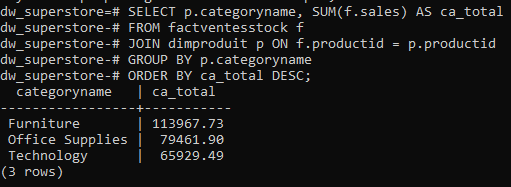 dw_superstore=# SELECT p.categoryname, SUM(f.sales) AS ca_total
dw_superstore-# FROM factventesstock f
dw_superstore-# JOIN dimproduit p ON f.productid = p.productid
dw_superstore-# GROUP BY p.categoryname
dw_superstore-# ORDER BY ca_total DESC;
  categoryname   | ca_total
-----------------+-----------
 Furniture       | 113967.73
 Office Supplies |  79461.90
 Technology      |  65929.49
(3 rows)